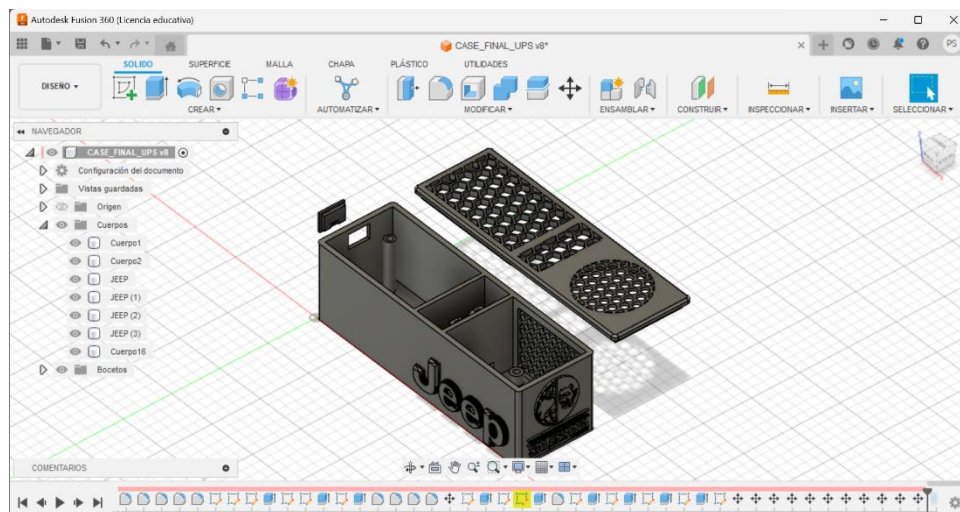 Autodesk Fusion 360 (Licencia educativa)
CASE_FINAL_UPS v8*
PS
SOLIDO SUPERFICIE MALLA CHAPA PLÁSTICO UTILIDADES
DISEÑO
CREAR AUTOMATIZAR MODIFICAR ENSAMBLAR CONSTRUIR INSPECCIONAR INSERTAR SELECCIONAR
NAVEGADOR
CASE_FINAL_UPS v8
Configuración del documento
Vistas guardadas
Origen
Cuerpos
Cuerpo1
Cuerpo2
JEEP
JEEP (1)
JEEP (2)
JEEP (3)
Cuerpo16
Bocetos
Jeep
COMENTARIOS